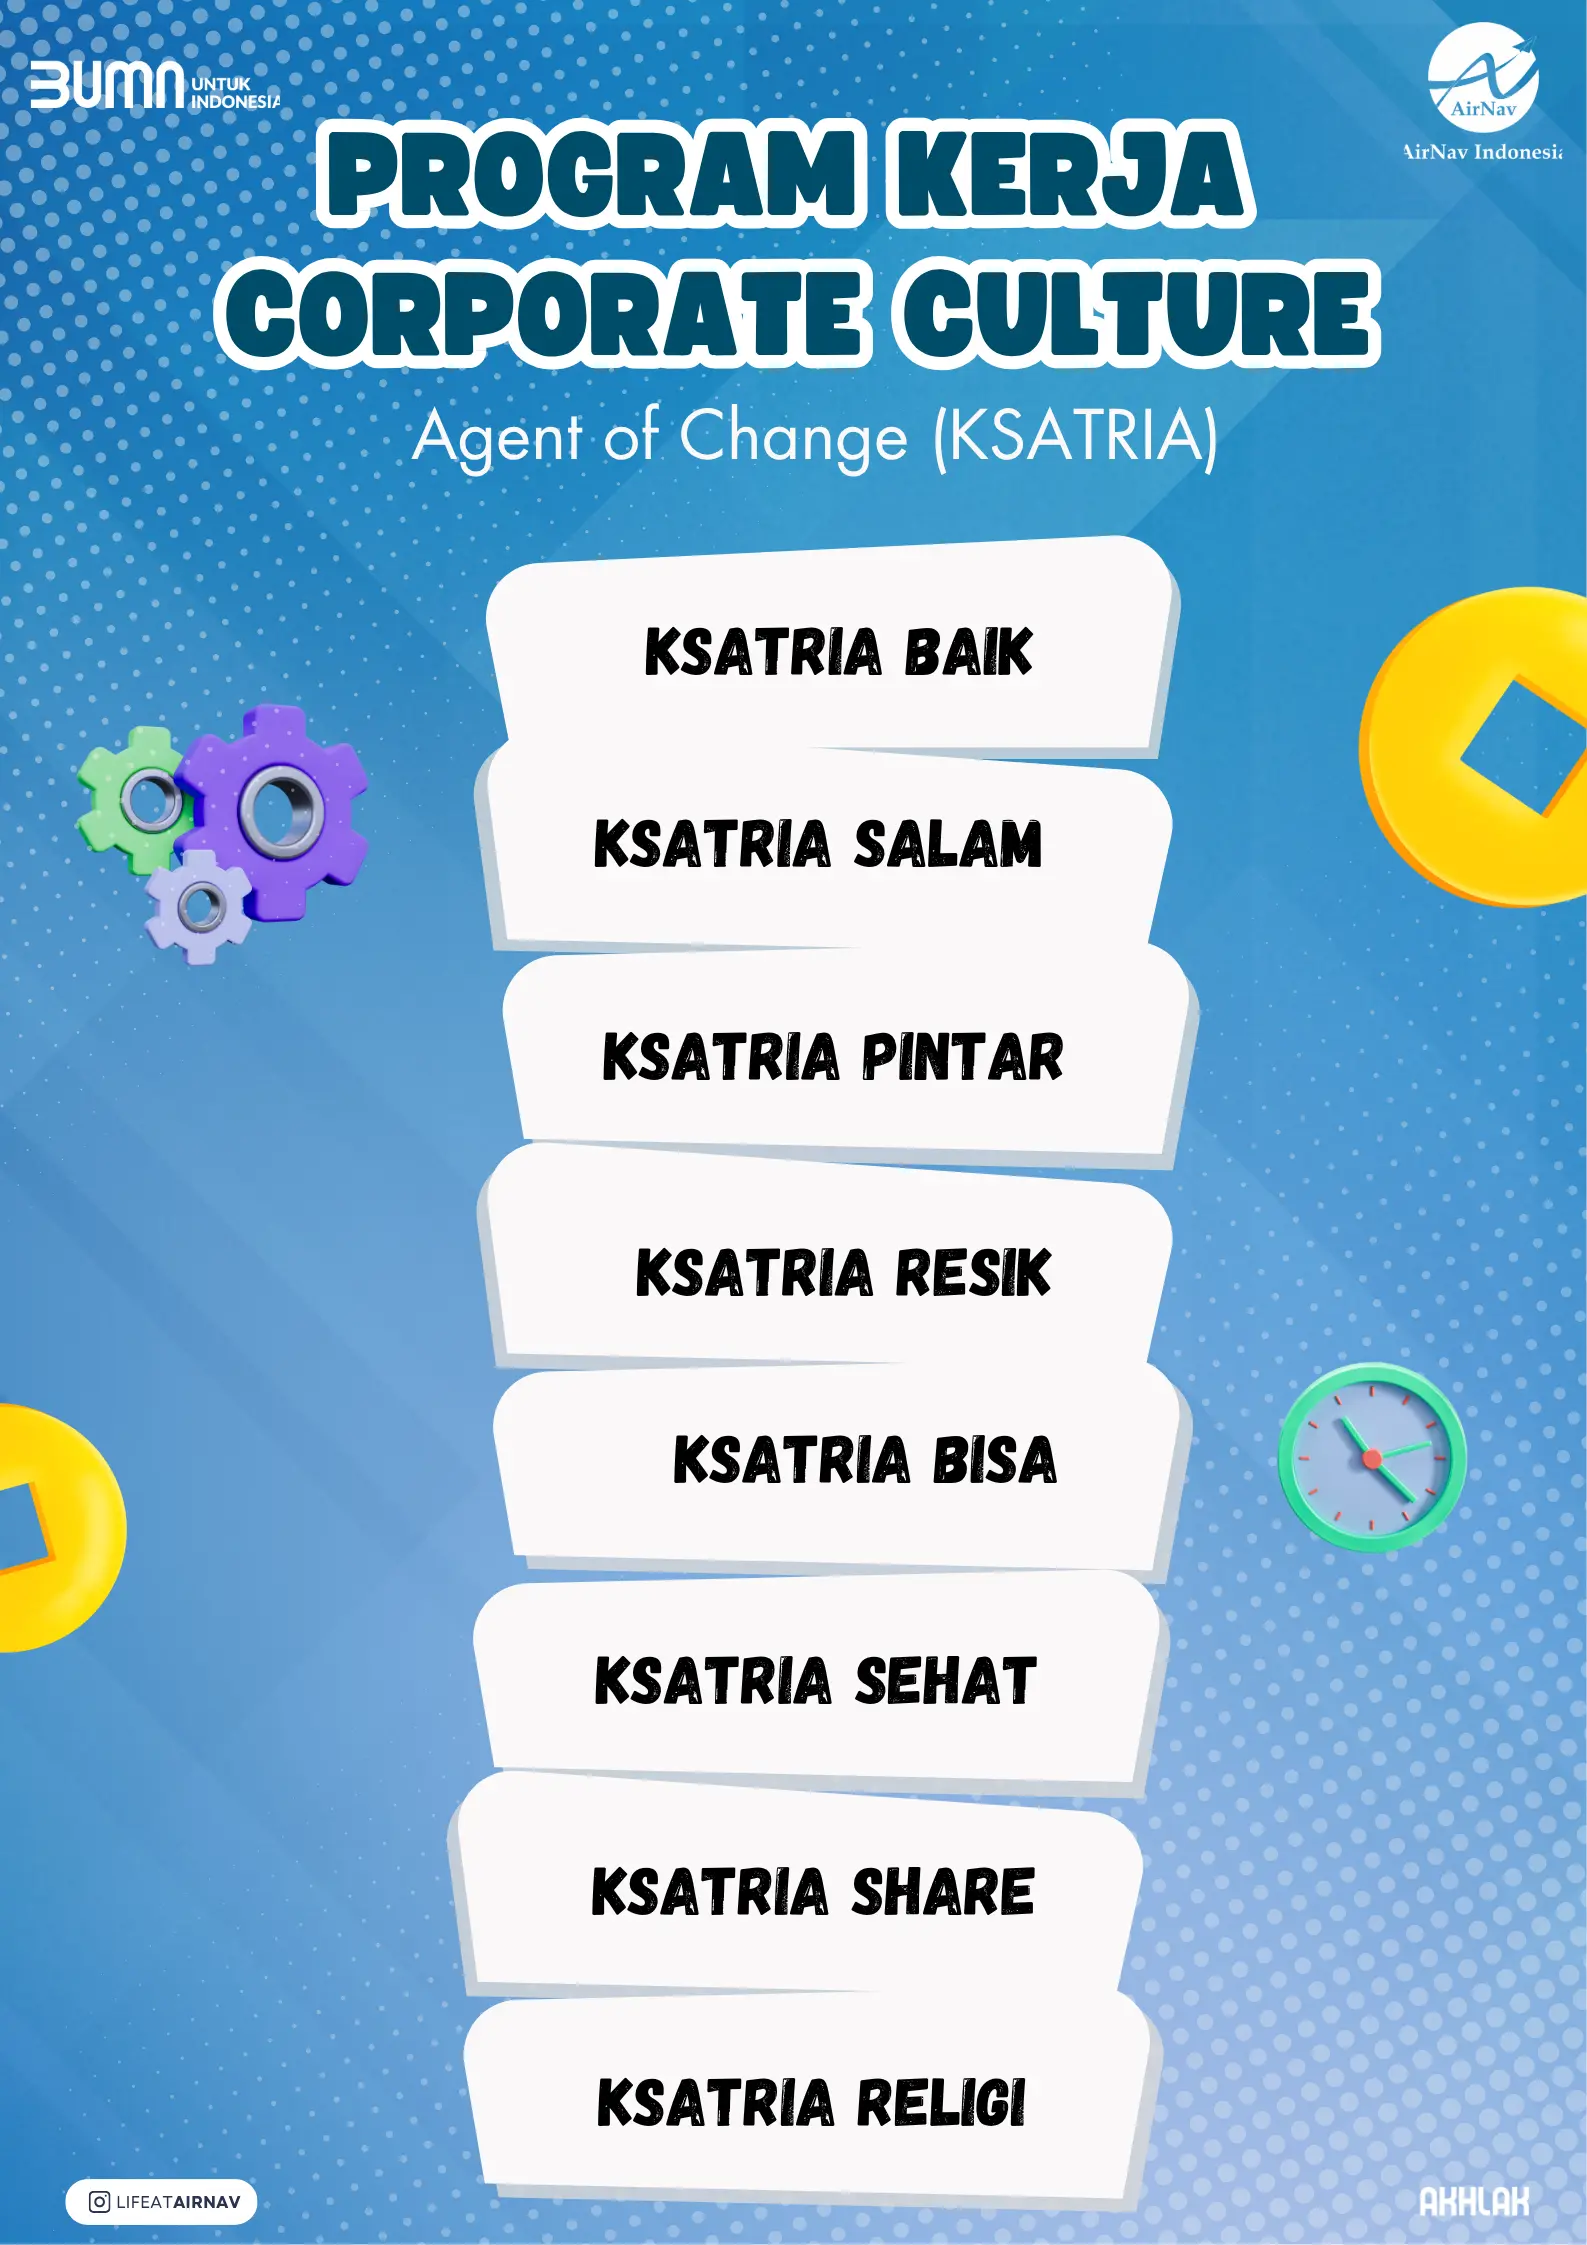 BUMN UNTUK
INDONESIA
AirNav
AirNav Indonesia
PROGRAM KERJA
CORPORATE CULTURE
Agent of Change (KSATRIA)
KSATRIA BAIK
KSATRIA SALAM
KSATRIA PINTAR
KSATRIA RESIK
KSATRIA BISA
KSATRIA SEHAT
KSATRIA SHARE
KSATRIA RELIGI
LIFEATAIRNAV
AKHLAK